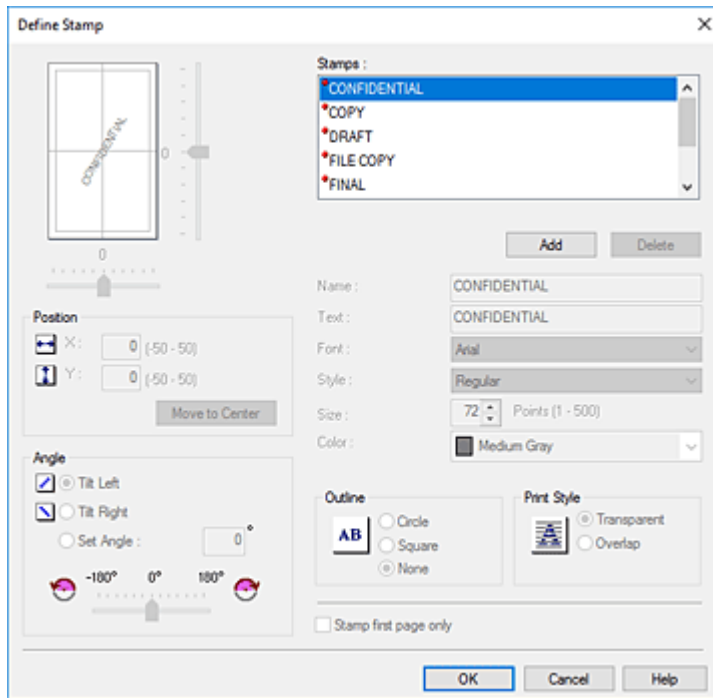 Define Stamp
Stamps :
CONFIDENTIAL
COPY
DRAFT
FILE COPY
FINAL
CONFIDENTIAL
0
0
Add
Delete
Name :
CONFIDENTIAL
Text :
CONFIDENTIAL
Font :
Arial
Style :
Regular
Size :
72
Points (1 - 500)
Color :
Medium Gray
Position
X:
0
(-50 - 50)
Y:
0
(-50 - 50)
Move to Center
Angle
Tilt Left
Tilt Right
Set Angle :
0
°
-180°
0°
180°
Outline
AB
Circle
Square
None
Print Style
Transparent
Overlap
Stamp first page only
OK
Cancel
Help